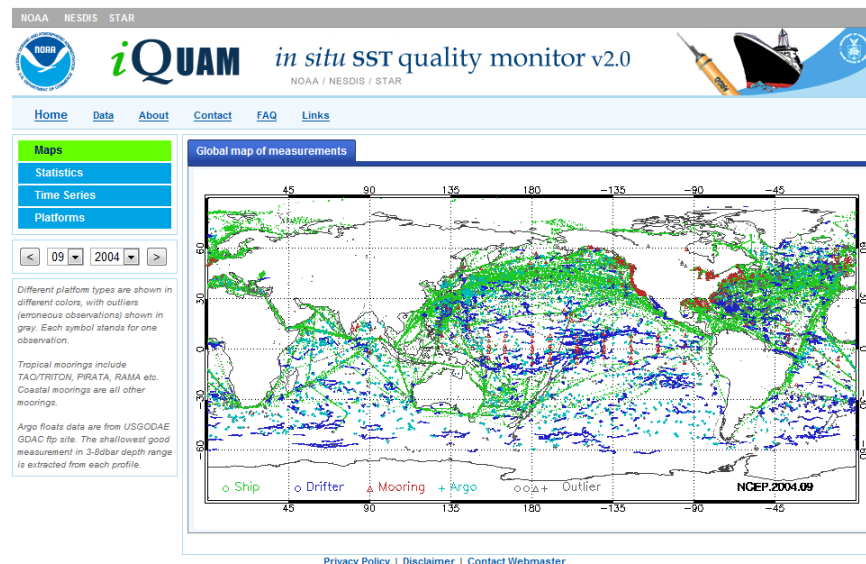 NOAA NESDIS STAR
NOAA
iQUAM
in situ SST quality monitor v2.0
NOAA / NESDIS / STAR
Home Data About Contact FAQ Links
Maps
Statistics
Time Series
Platforms
< 09 2004 >
Different platform types are shown in
different colors, with outliers
(erroneous observations) shown in
gray. Each symbol stands for one
observation.
Tropical moorings include
TAO/TRITON, PIRATA, RAMA etc.
Coastal moorings are all other
moorings.
Argo floats data are from USGODAE
GDAC ftp site. The shallowest good
measurement in 3-8dbar depth range
is extracted from each profile.
Global map of measurements
45 90 135 180 -135 -90 -45
60 60
30 30
0 0
-30 -30
-60 -60
Ship Drifter Mooring Argo Outlier NCEP.2004.09
45 90 135 180 -135 -90 -45
Privacy Policy | Disclaimer | Contact Webmaster